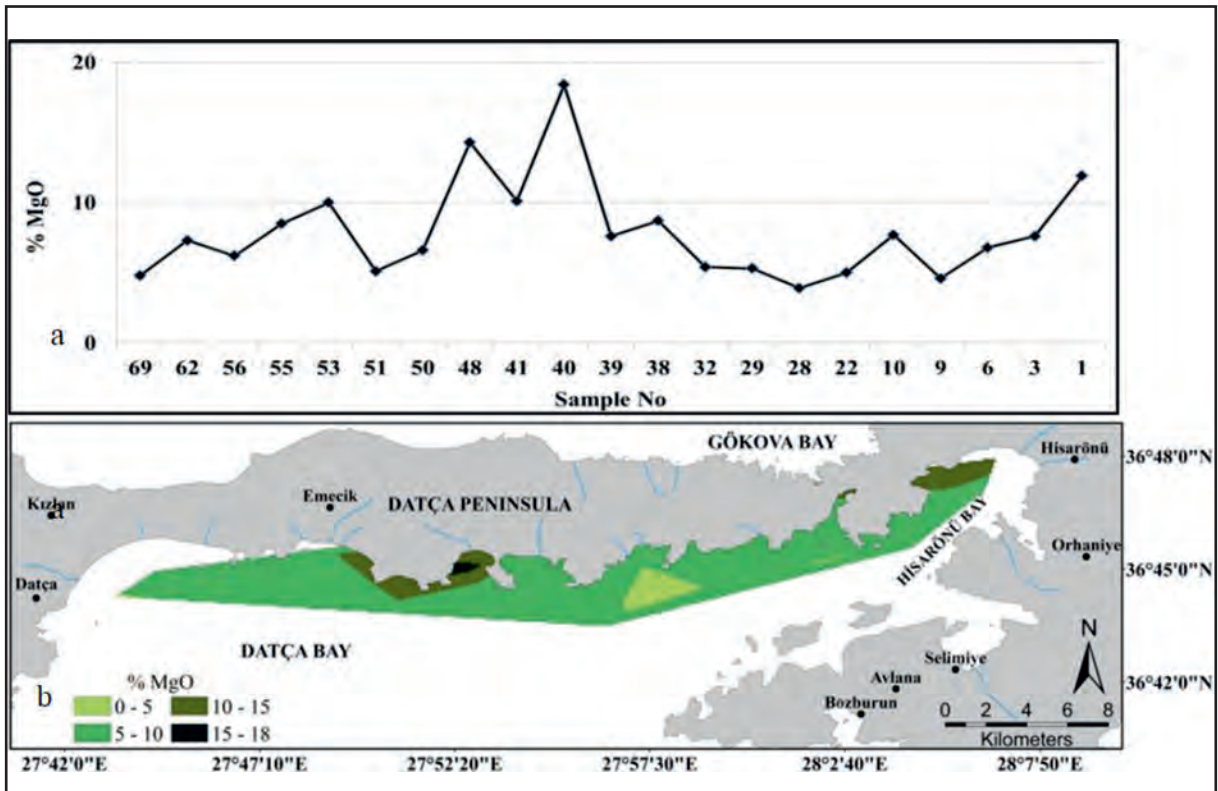 20
10
0
% MgO
a
69 62 56 55 53 51 50 48 41 40 39 38 32 29 28 22 10 9 6 3 1
Sample No
GÖKOVA BAY
Hisarönü
36°48'0"N
Kızlan
a
Emecik
DATÇA PENINSULA
HİSARÖNÜ BAY
Orhaniye
36°45'0"N
Datça
DATÇA BAY
N
Selimiye
Avlana
Bozburun
36°42'0"N
b
% MgO
0 - 5
10 - 15
5 - 10
15 - 18
0 2 4 6 8
Kilometers
27°42'0"E 27°47'10"E 27°52'20"E 27°57'30"E 28°2'40"E 28°7'50"E